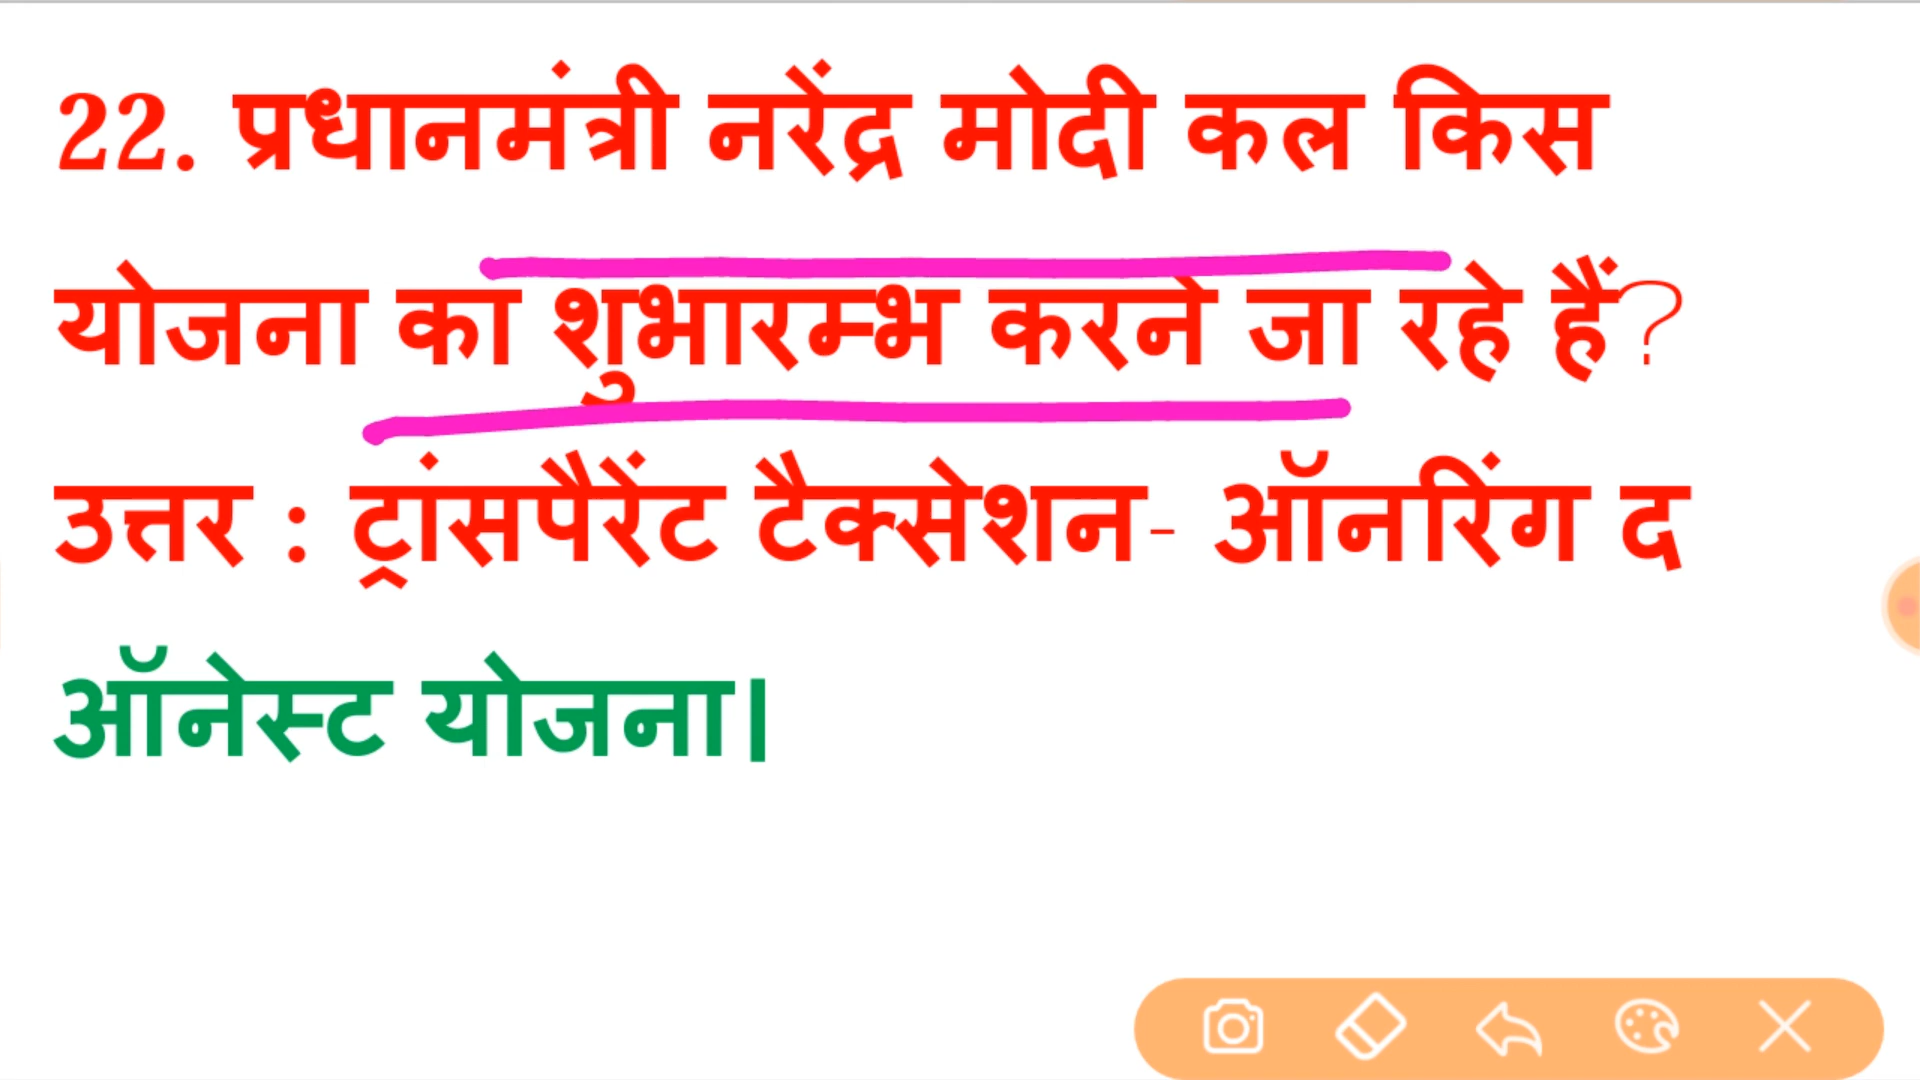 22. प्रधानमंत्री नरेंद्र मोदी कल किस
योजना का शुभारम्भ करने जा रहे हैं?
उत्तर : ट्रांसपैरेंट टैक्सेशन- ऑनरिंग द
ऑनेस्ट योजना।